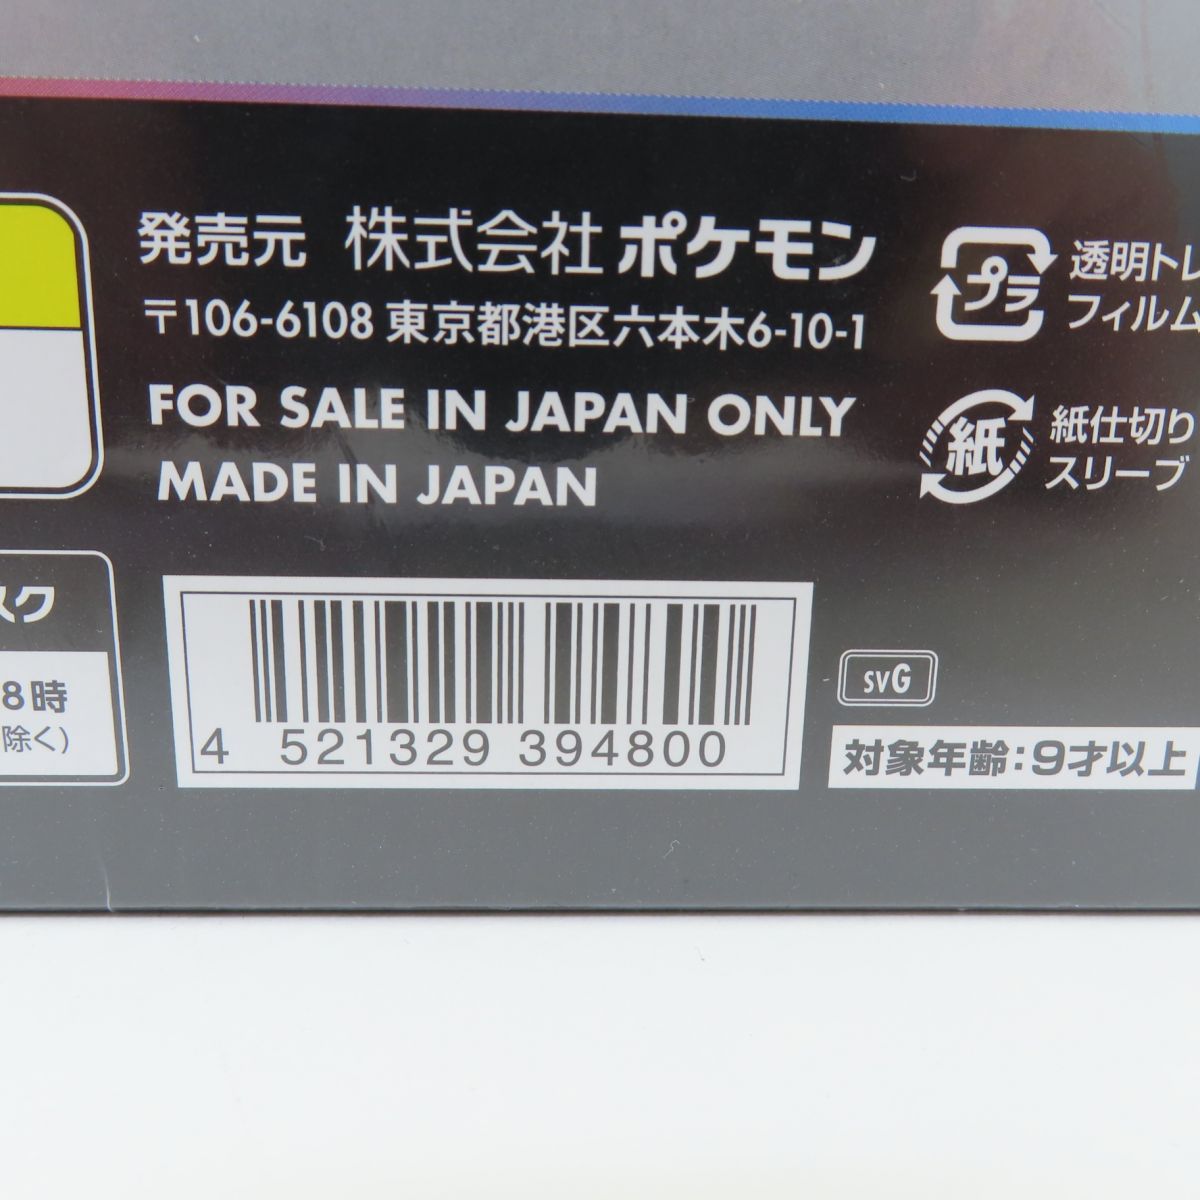 発売元 株式会社ポケモン
〒106-6108 東京都港区六本木6-10-1
FOR SALE IN JAPAN ONLY
MADE IN JAPAN
プラ
透明トレ
フィルム
紙
紙仕切り
スリーブ
スク
8時
除く)
4 521329 394800
svG
対象年齢:9才以上